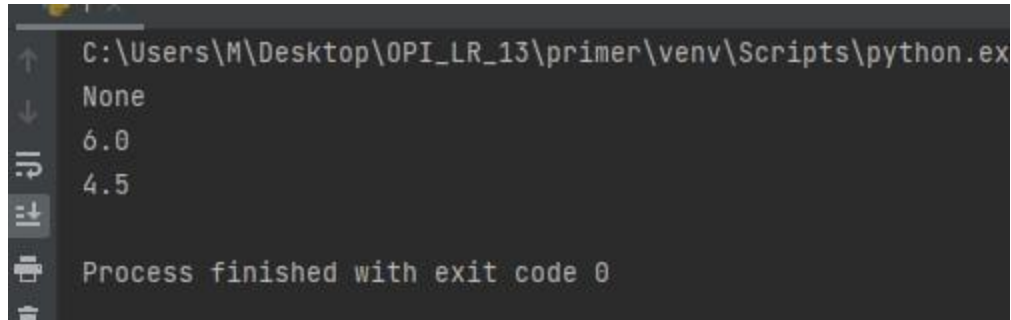 C:\Users\M\Desktop\OPI_LR_13\primer\venv\Scripts\python.ex
None
6.0
4.5
Process finished with exit code 0